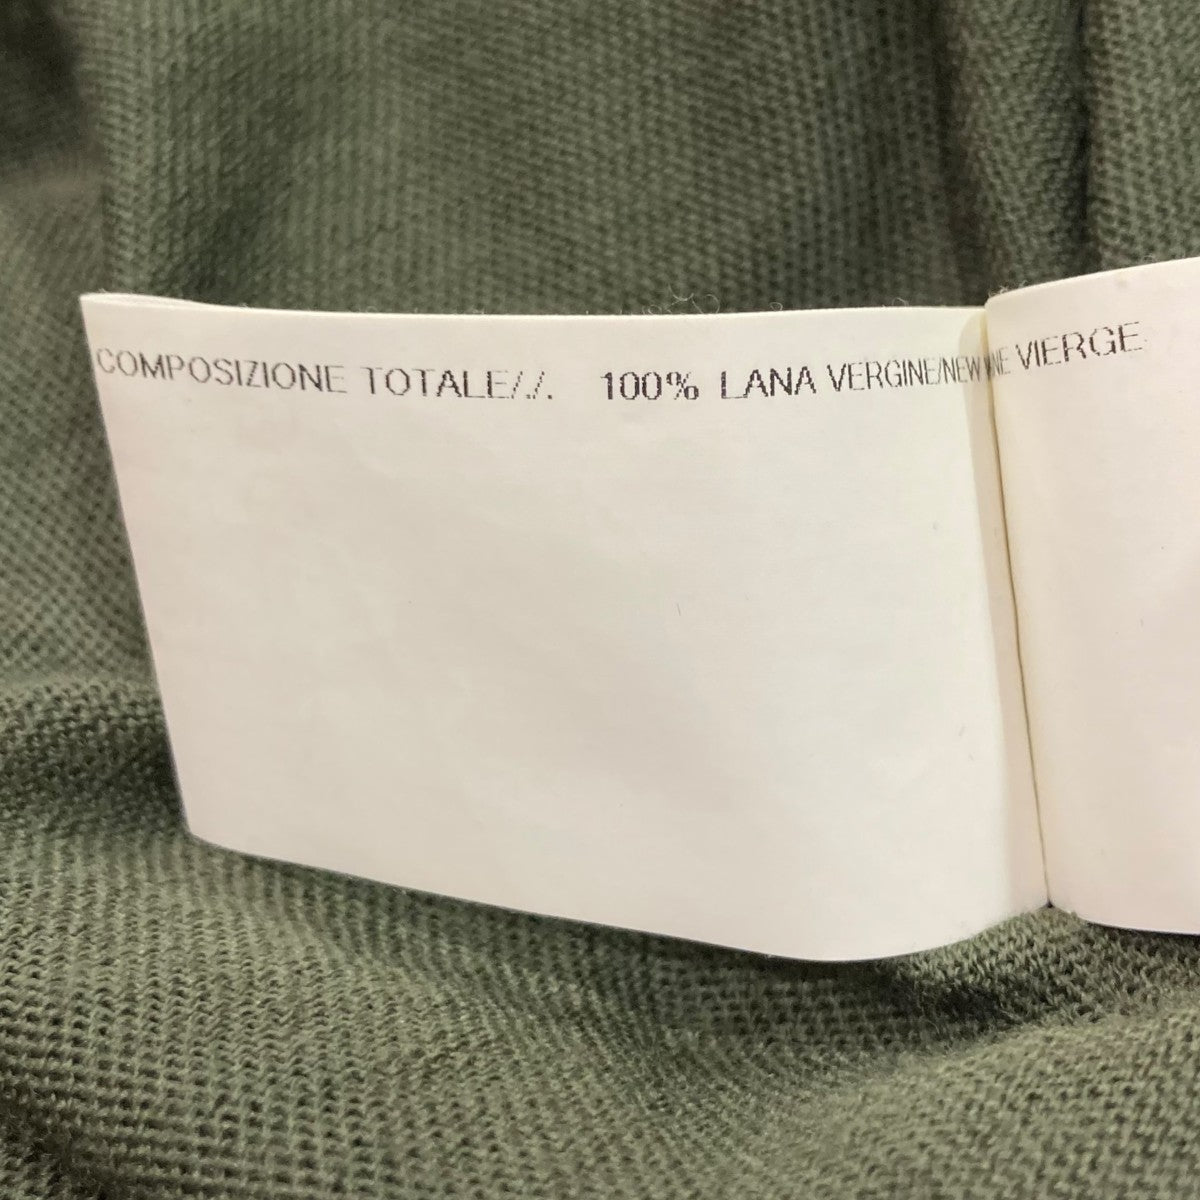 COMPOSIZIONE TOTALE/./. 100% LANA VERGINE/NEW VIERGE